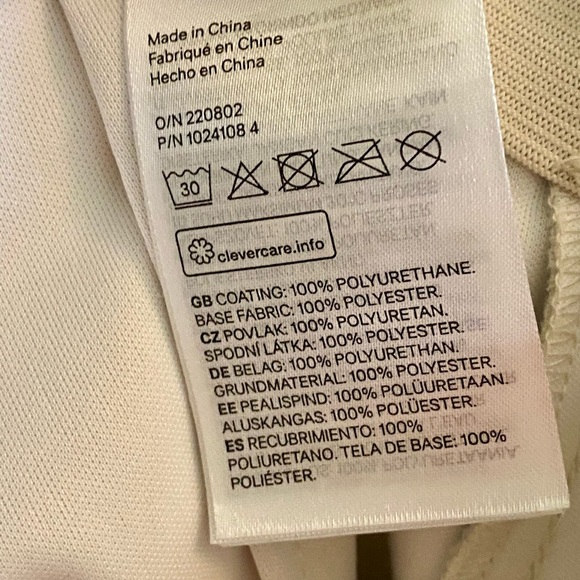 Made in China
Fabriqué en Chine
Hecho en China
O/N 220802
P/N 1024108 4
30
clevercare.info
GB COATING: 100% POLYURETHANE.
BASE FABRIC: 100% POLYESTER.
CZ POVLAK: 100% POLYURETAN.
SPODNÍ LÁTKA: 100% POLYESTER.
DE BELAG: 100% POLYURETHAN.
GRUNDMATERIAL: 100% POLYESTER.
EE PEALISPIND: 100% POLÜURETAAN.
ALUSKANGAS: 100% POLÜESTER.
ES RECUBRIMIENTO: 100%
POLIURETANO. TELA DE BASE: 100%
POLIÉSTER.